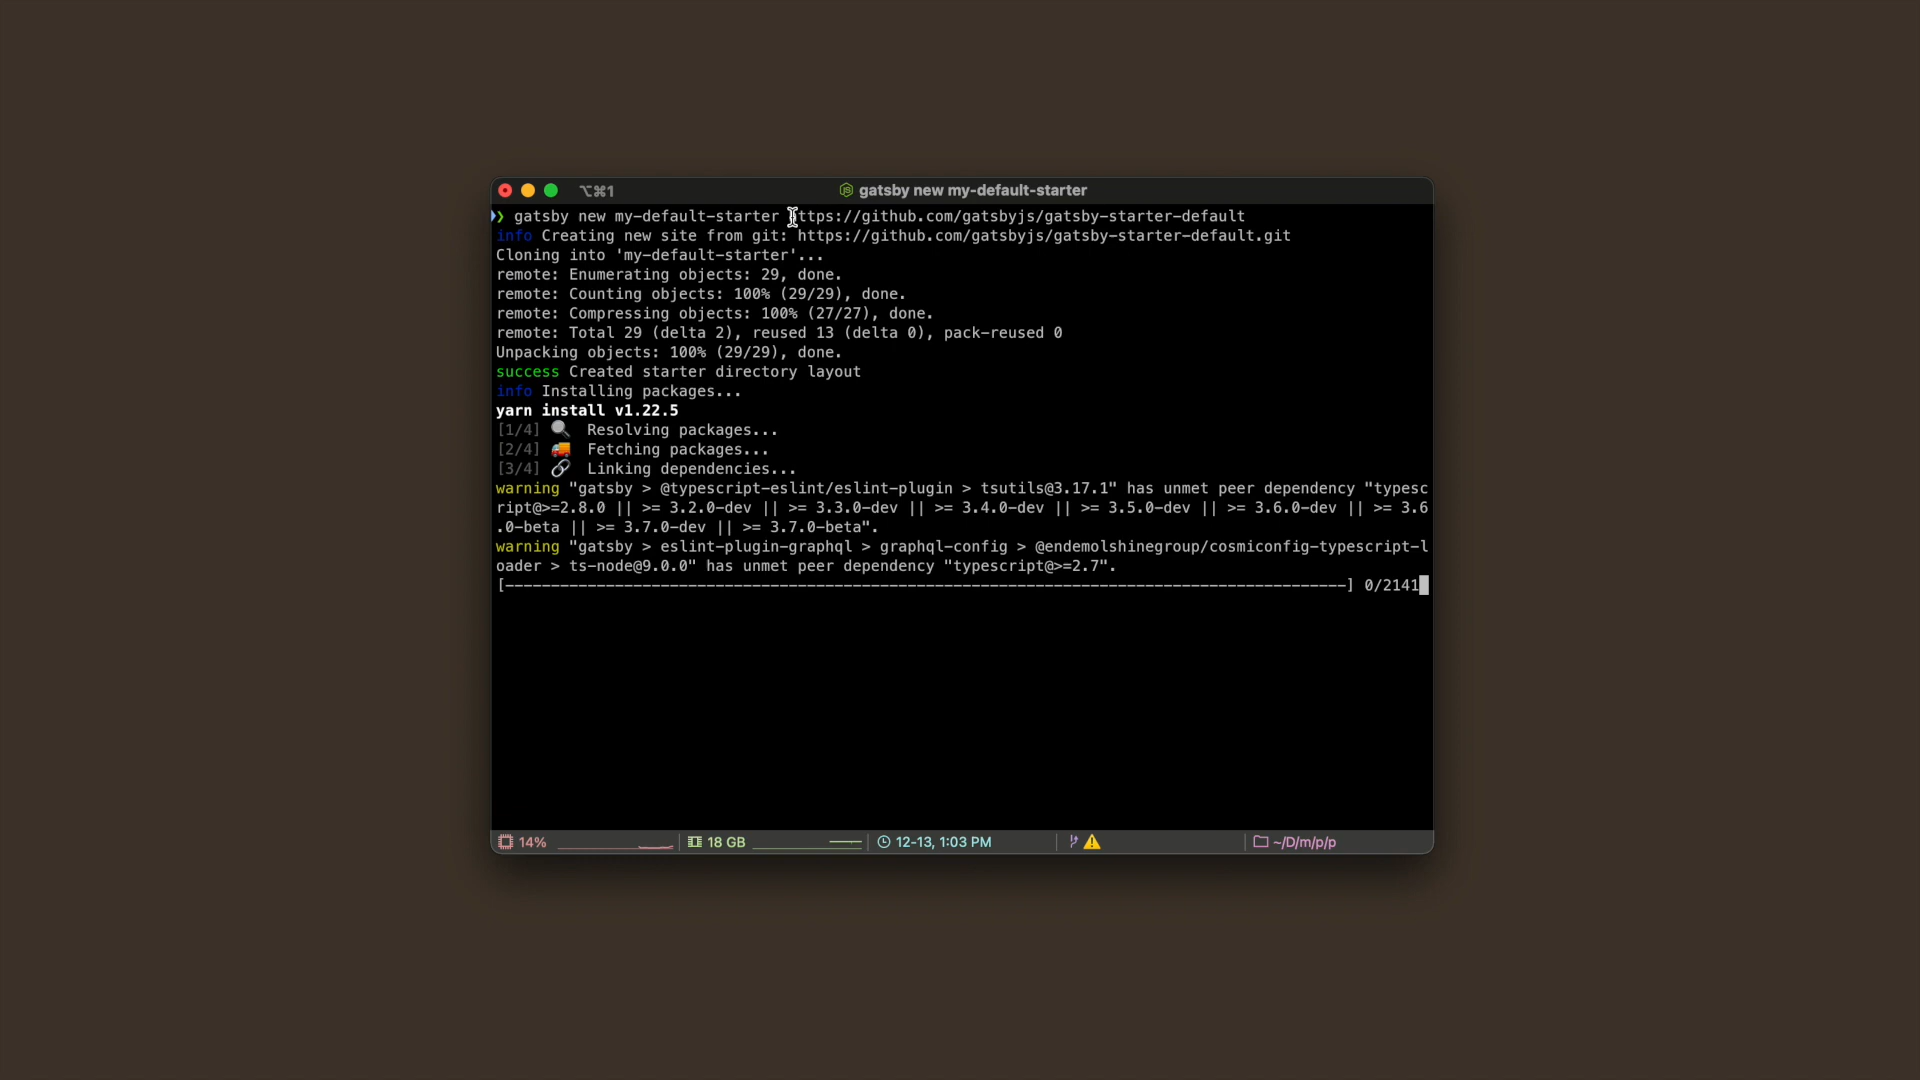 ⌥⌘1
gatsby new my-default-starter
❯ gatsby new my-default-starter https://github.com/gatsbyjs/gatsby-starter-default
info Creating new site from git: https://github.com/gatsbyjs/gatsby-starter-default.git
Cloning into 'my-default-starter'...
remote: Enumerating objects: 29, done.
remote: Counting objects: 100% (29/29), done.
remote: Compressing objects: 100% (27/27), done.
remote: Total 29 (delta 2), reused 13 (delta 0), pack-reused 0
Unpacking objects: 100% (29/29), done.
success Created starter directory layout
info Installing packages...
yarn install v1.22.5
[1/4] 🔍 Resolving packages...
[2/4] 🚚 Fetching packages...
[3/4] 🔗 Linking dependencies...
warning "gatsby > @typescript-eslint/eslint-plugin > tsutils@3.17.1" has unmet peer dependency "typesc
ript@>=2.8.0 || >= 3.2.0-dev || >= 3.3.0-dev || >= 3.4.0-dev || >= 3.5.0-dev || >= 3.6.0-dev || >= 3.6
.0-beta || >= 3.7.0-dev || >= 3.7.0-beta".
warning "gatsby > eslint-plugin-graphql > graphql-config > @endemolshinegroup/cosmiconfig-typescript-l
oader > ts-node@9.0.0" has unmet peer dependency "typescript@>=2.7".
[--------------------------------------------------------------------------------------------] 0/2141
14% 18 GB 12-13, 1:03 PM ⚠️ ~/D/m/p/p